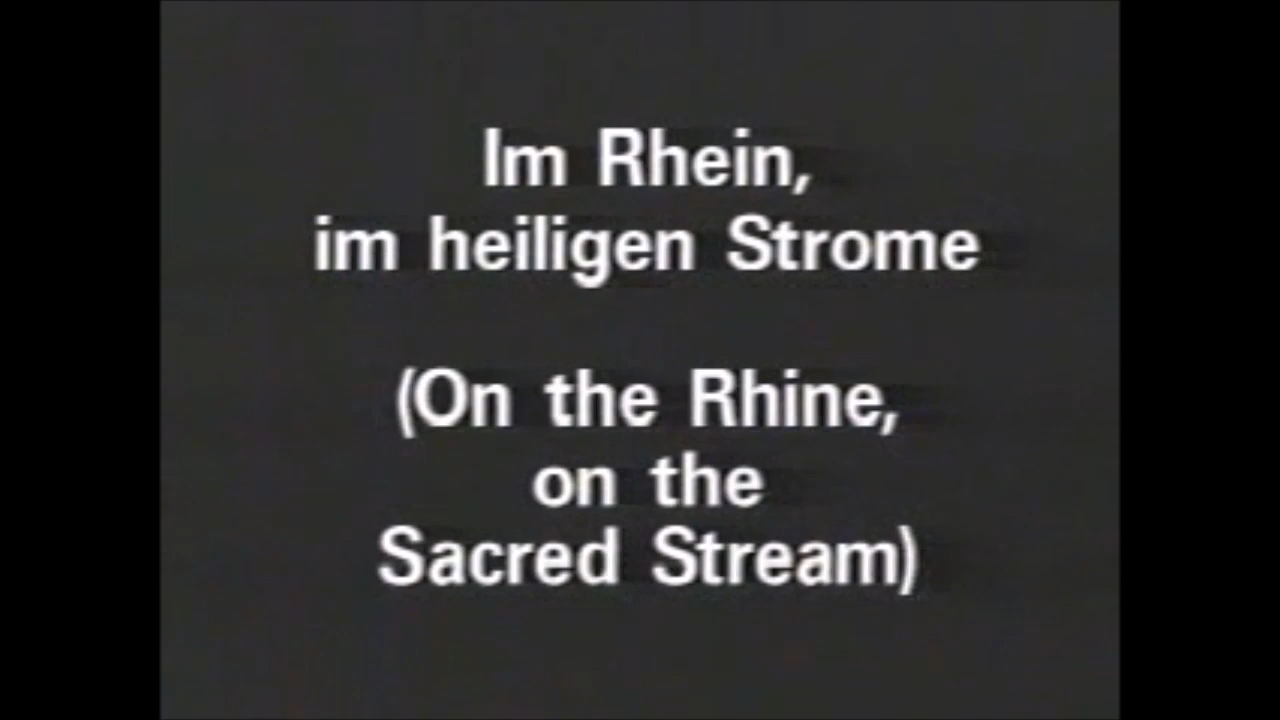 Im Rhein,
im heiligen Strome
(On the Rhine,
on the
Sacred Stream)